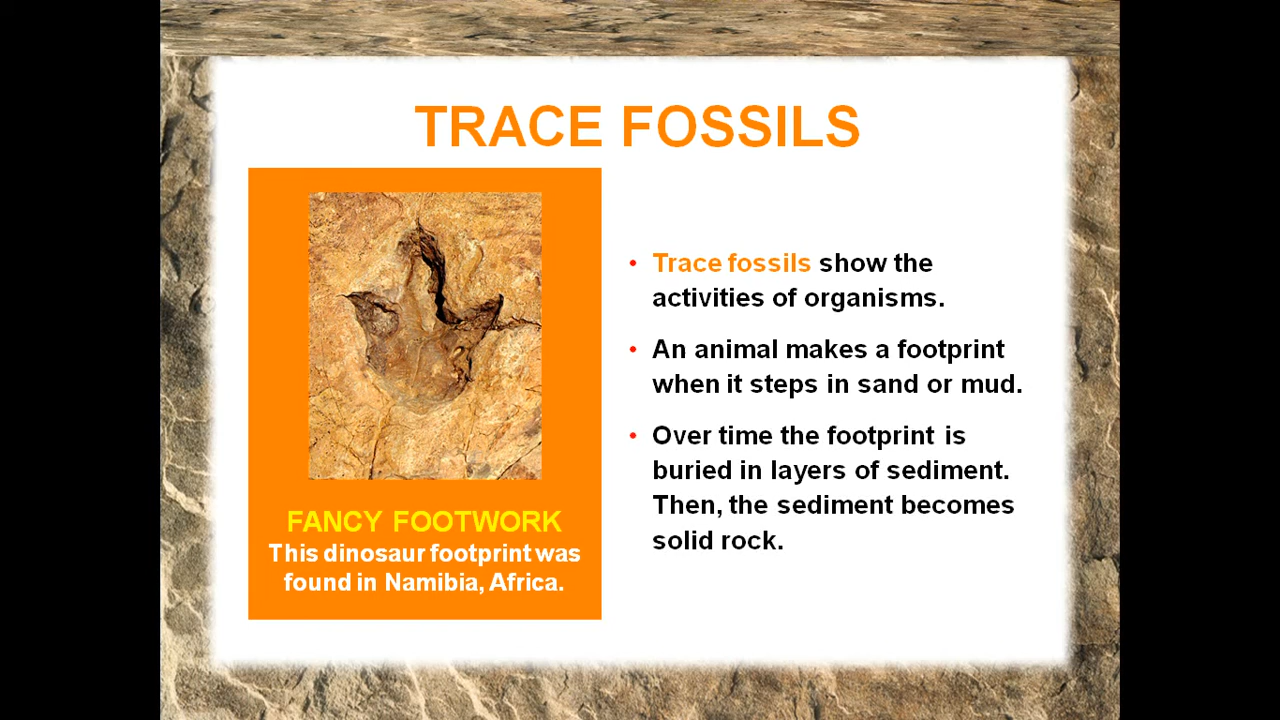 TRACE FOSSILS
FANCY FOOTWORK
This dinosaur footprint was
found in Namibia, Africa.
• Trace fossils show the
activities of organisms.
• An animal makes a footprint
when it steps in sand or mud.
• Over time the footprint is
buried in layers of sediment.
Then, the sediment becomes
solid rock.